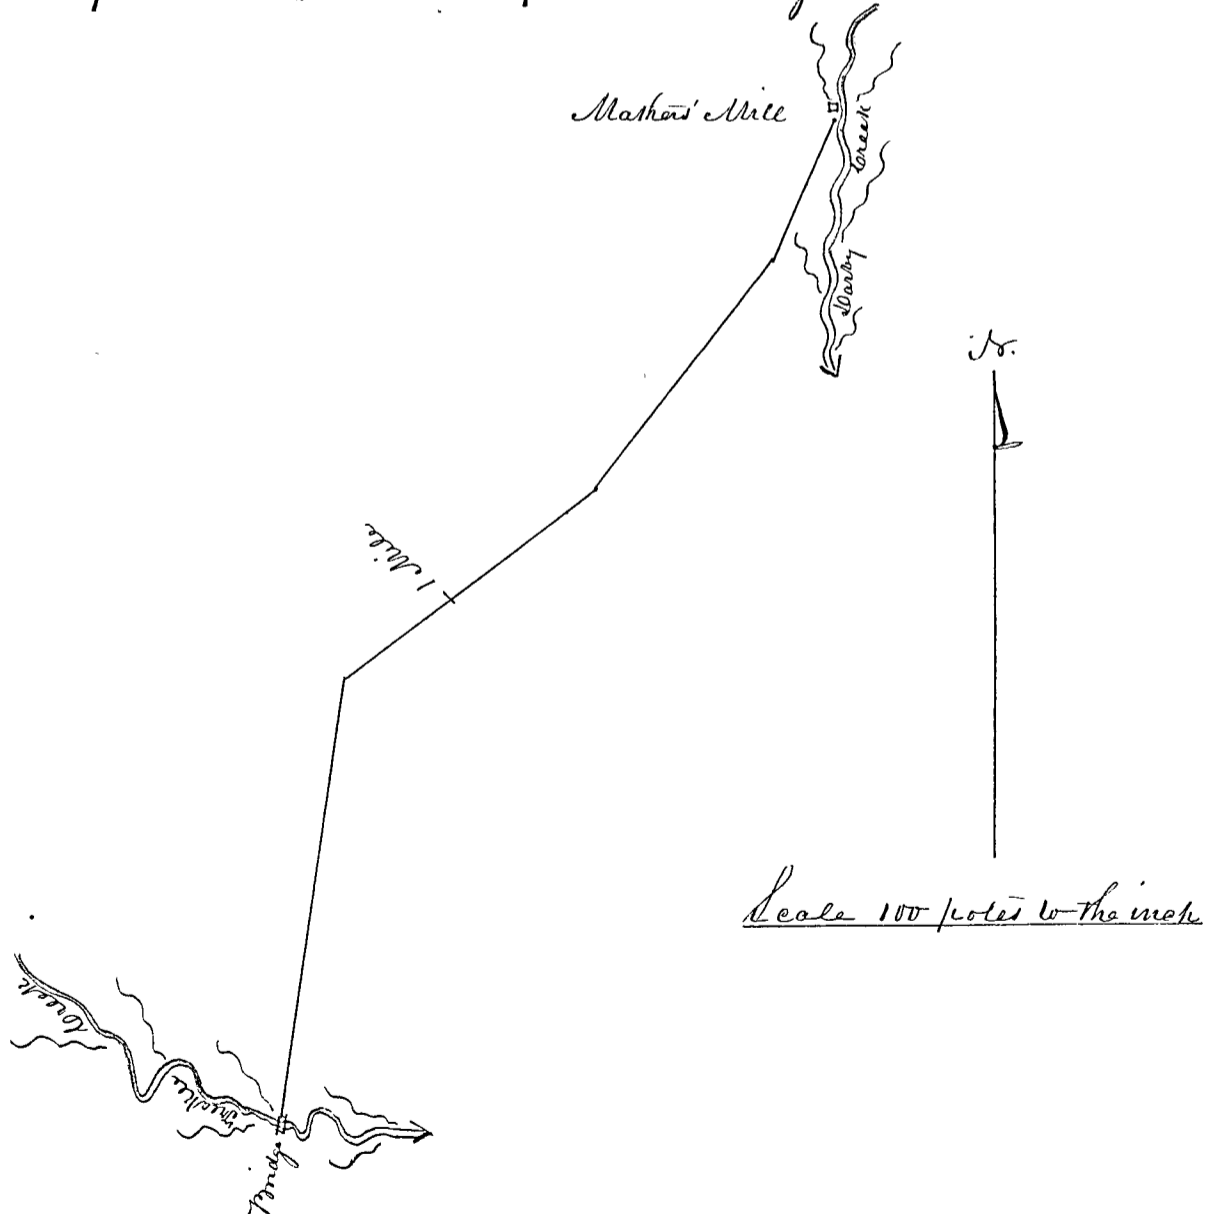 Mathers' Mill
Darby Creek
N.
1 Mile
Scale 100 poles to the inch
Creek
Bridge